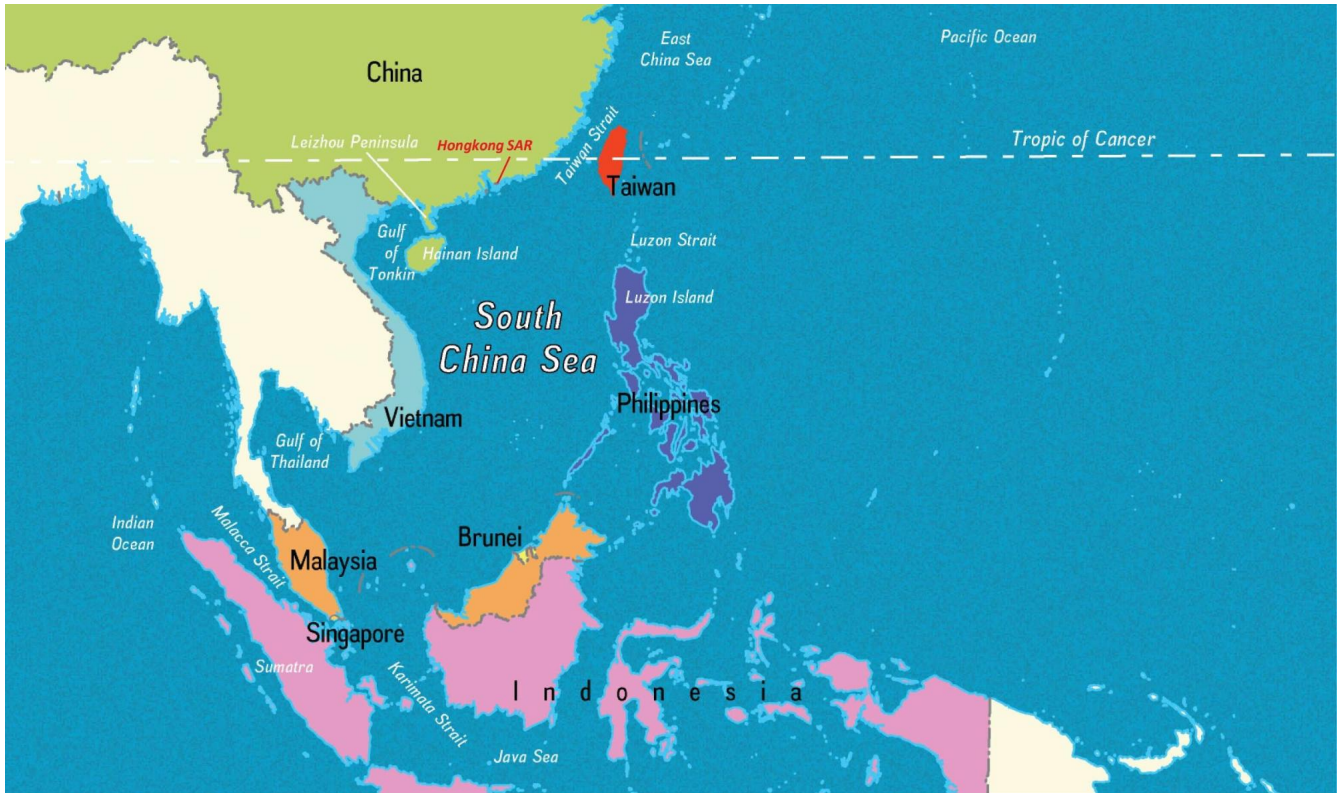 East
China Sea
Pacific Ocean
China
Leizhou Peninsula
Hongkong SAR
Taiwan Strait
Tropic of Cancer
Taiwan
Gulf
of
Tonkin
Hainan Island
Luzon Strait
Luzon Island
South
China Sea
Vietnam
Philippines
Gulf of
Thailand
Indian
Ocean
Malacca Strait
Malaysia
Brunei
Singapore
Sumatra
Karimata Strait
Indonesia
Java Sea